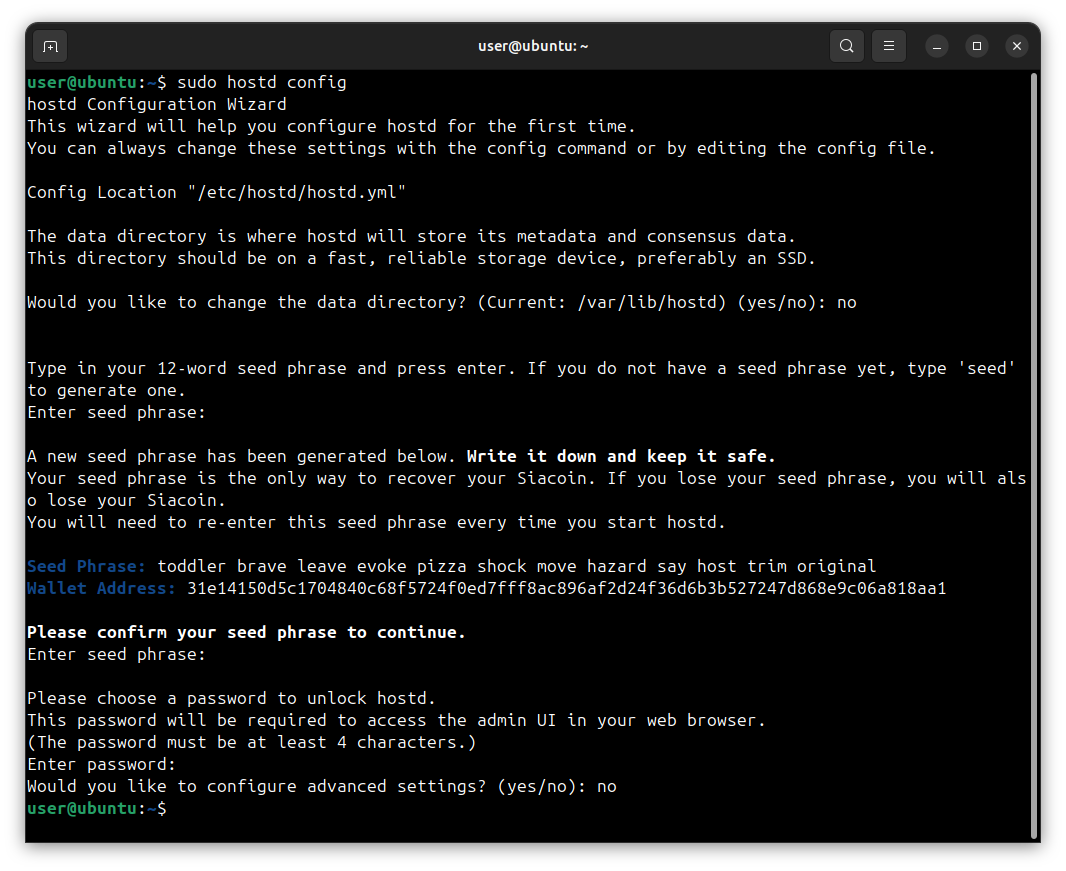 user@ubuntu: ~
user@ubuntu:~$ sudo hostd config
hostd Configuration Wizard
This wizard will help you configure hostd for the first time.
You can always change these settings with the config command or by editing the config file.
Config Location "/etc/hostd/hostd.yml"
The data directory is where hostd will store its metadata and consensus data.
This directory should be on a fast, reliable storage device, preferably an SSD.
Would you like to change the data directory? (Current: /var/lib/hostd) (yes/no): no
Type in your 12-word seed phrase and press enter. If you do not have a seed phrase yet, type 'seed'
to generate one.
Enter seed phrase:
A new seed phrase has been generated below. Write it down and keep it safe.
Your seed phrase is the only way to recover your Siacoin. If you lose your seed phrase, you will als
o lose your Siacoin.
You will need to re-enter this seed phrase every time you start hostd.
Seed Phrase: toddler brave leave evoke pizza shock move hazard say host trim original
Wallet Address: 31e14150d5c1704840c68f5724f0ed7fff8ac896af2d24f36d6b3b527247d868e9c06a818aa1
Please confirm your seed phrase to continue.
Enter seed phrase:
Please choose a password to unlock hostd.
This password will be required to access the admin UI in your web browser.
(The password must be at least 4 characters.)
Enter password:
Would you like to configure advanced settings? (yes/no): no
user@ubuntu:~$